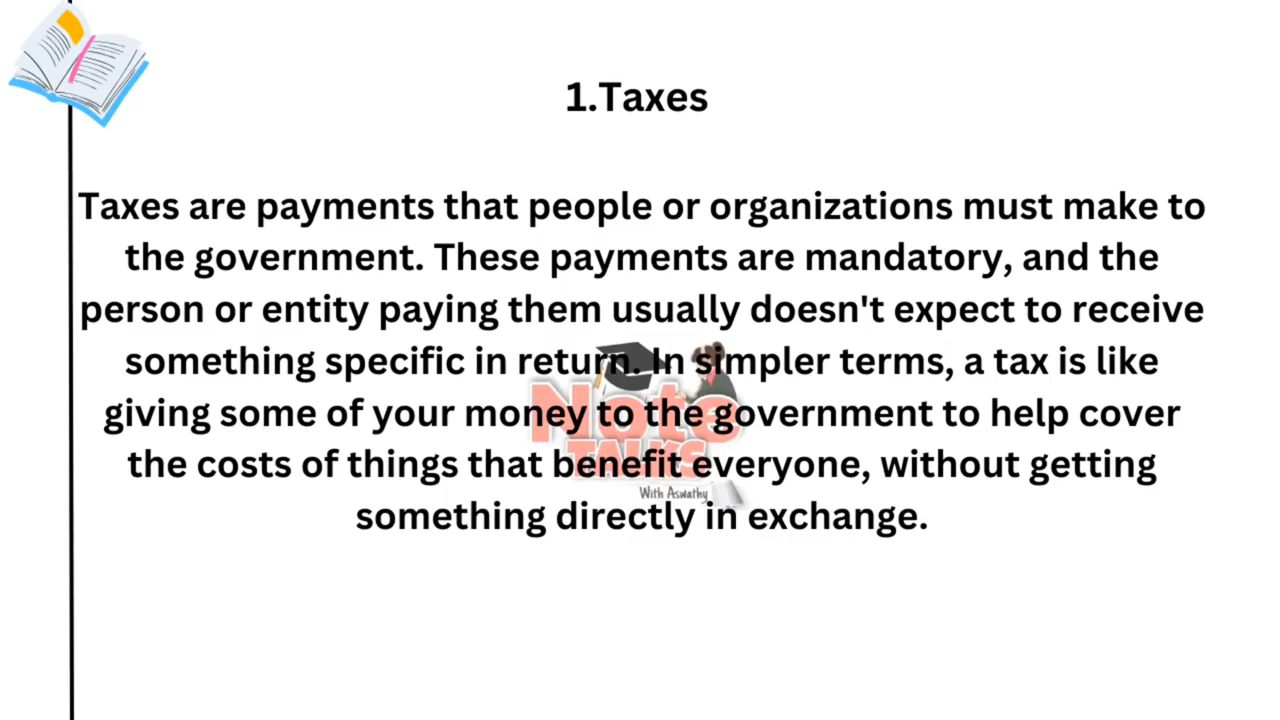 1.Taxes
Taxes are payments that people or organizations must make to
the government. These payments are mandatory, and the
person or entity paying them usually doesn't expect to receive
something specific in return. In simpler terms, a tax is like
giving some of your money to the government to help cover
the costs of things that benefit everyone, without getting
something directly in exchange.
Note
TALKS
With Aswathy